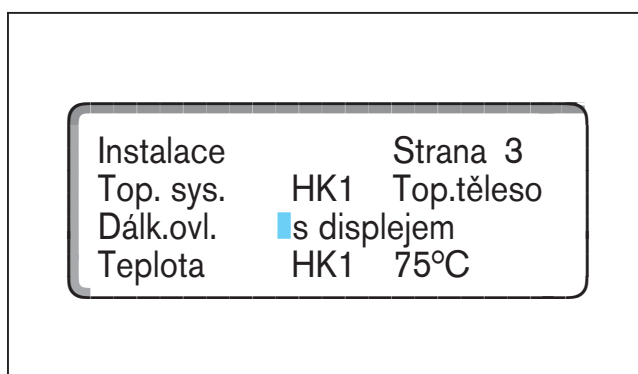 Instalace Strana 3
Top. sys. HK1 Top.těleso
Dálk.ovl. s displejem
Teplota HK1 75°C